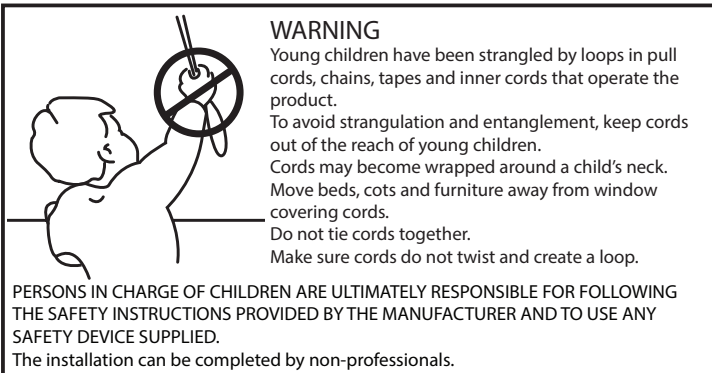 WARNING
Young children have been strangled by loops in pull
cords, chains, tapes and inner cords that operate the
product.
To avoid strangulation and entanglement, keep cords
out of the reach of young children.
Cords may become wrapped around a child's neck.
Move beds, cots and furniture away from window
covering cords.
Do not tie cords together.
Make sure cords do not twist and create a loop.
PERSONS IN CHARGE OF CHILDREN ARE ULTIMATELY RESPONSIBLE FOR FOLLOWING
THE SAFETY INSTRUCTIONS PROVIDED BY THE MANUFACTURER AND TO USE ANY
SAFETY DEVICE SUPPLIED.
The installation can be completed by non-professionals.